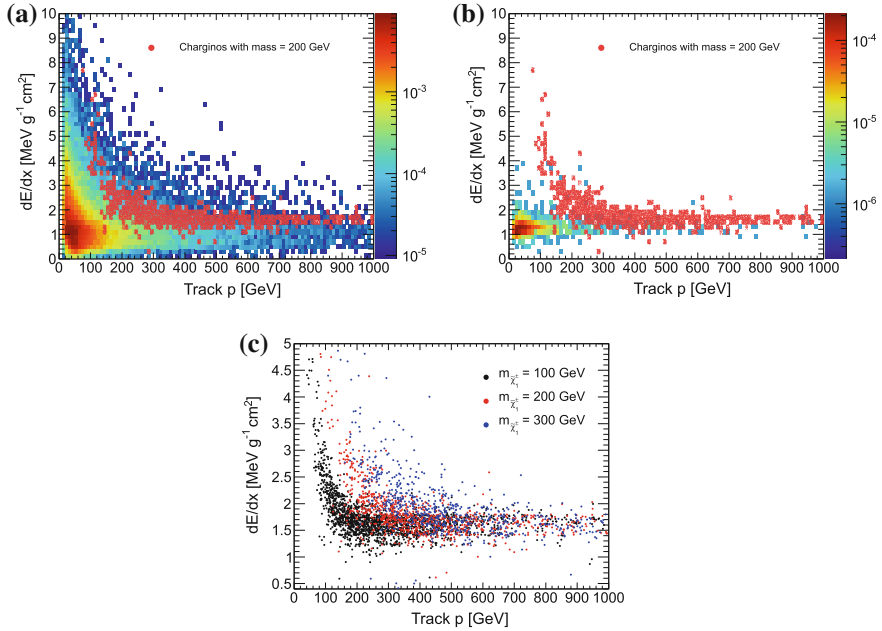 (a)
Charginos with mass = 200 GeV
dE/dx [MeV g⁻¹ cm²]
10
9
8
7
6
5
4
3
2
1
0
0 100 200 300 400 500 600 700 800 900 1000
Track p [GeV]
10⁻³
10⁻⁴
10⁻⁵
(b)
Charginos with mass = 200 GeV
dE/dx [MeV g⁻¹ cm²]
10
9
8
7
6
5
4
3
2
1
0
0 100 200 300 400 500 600 700 800 900 1000
Track p [GeV]
10⁻⁴
10⁻⁵
10⁻⁶
(c)
m_{χ̃₁^±} = 100 GeV
m_{χ̃₁^±} = 200 GeV
m_{χ̃₁^±} = 300 GeV
dE/dx [MeV g⁻¹ cm²]
5
4.5
4
3.5
3
2.5
2
1.5
1
0.5
0 100 200 300 400 500 600 700 800 900 1000
Track p [GeV]